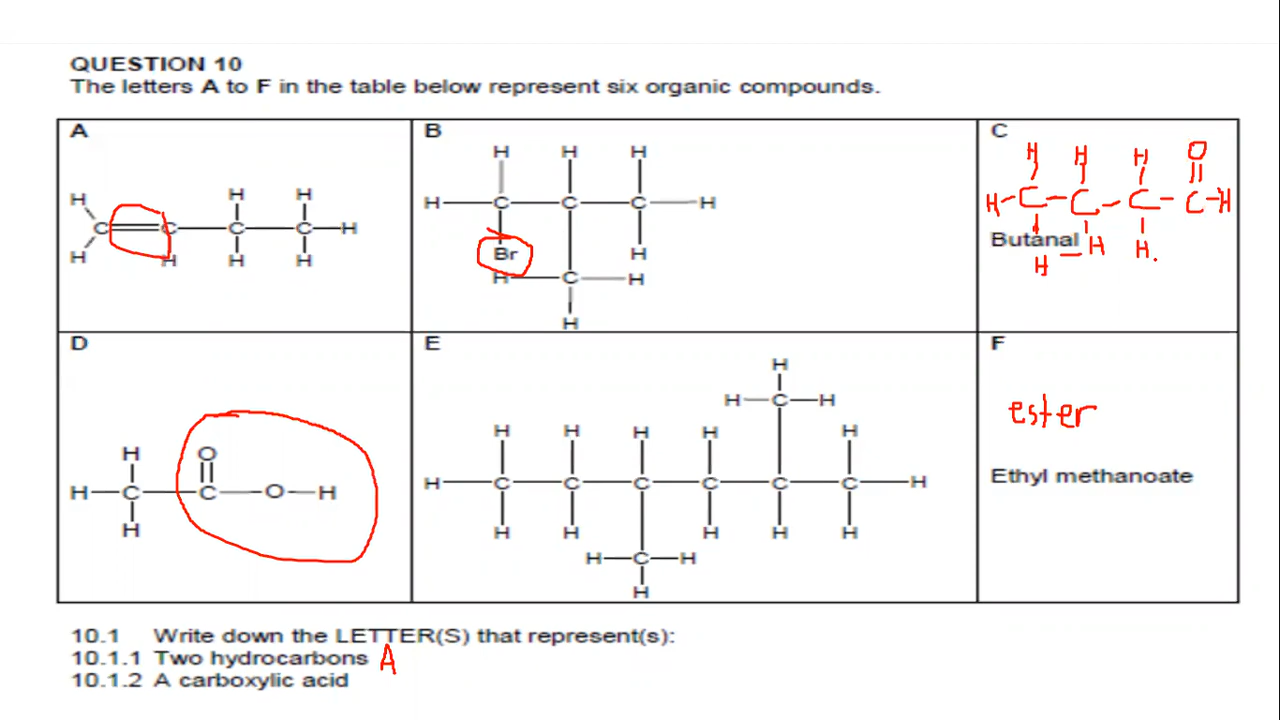 QUESTION 10
The letters A to F in the table below represent six organic compounds.
A
H H H
C C C C H
H H H H
B
H H H
H C C C H
Br H
H C H
H
C
H H H O
H C C C C H
Butanal
H H H
D
H O
H C C O H
H
E
H
H C H
H H H H H
H C C C C C C H
H H H H H
H C H
H
F
ester
Ethyl methanoate
10.1 Write down the LETTER(S) that represent(s):
10.1.1 Two hydrocarbons A
10.1.2 A carboxylic acid